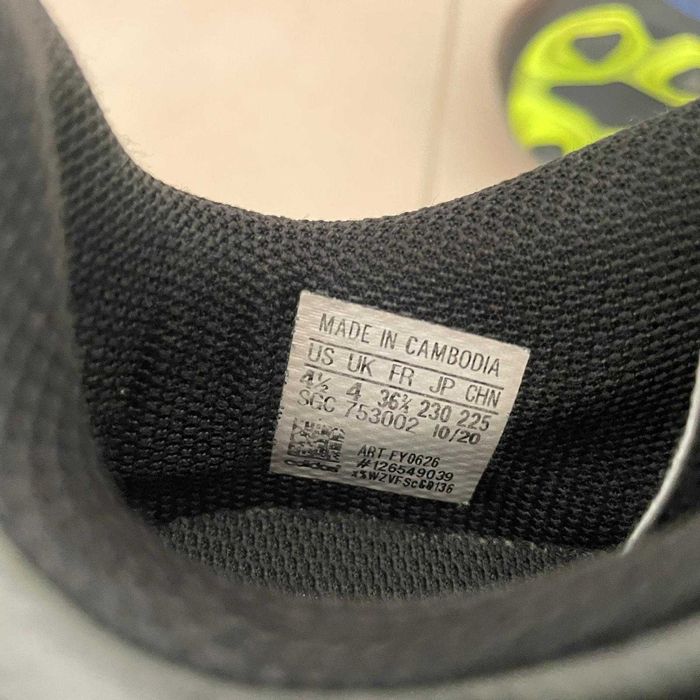 MADE IN CAMBODIA
US UK FR JP CHN
4½ 4 36⅔ 230 225
SGC 753002 10/20
ART FY0626
#126549039
adidas